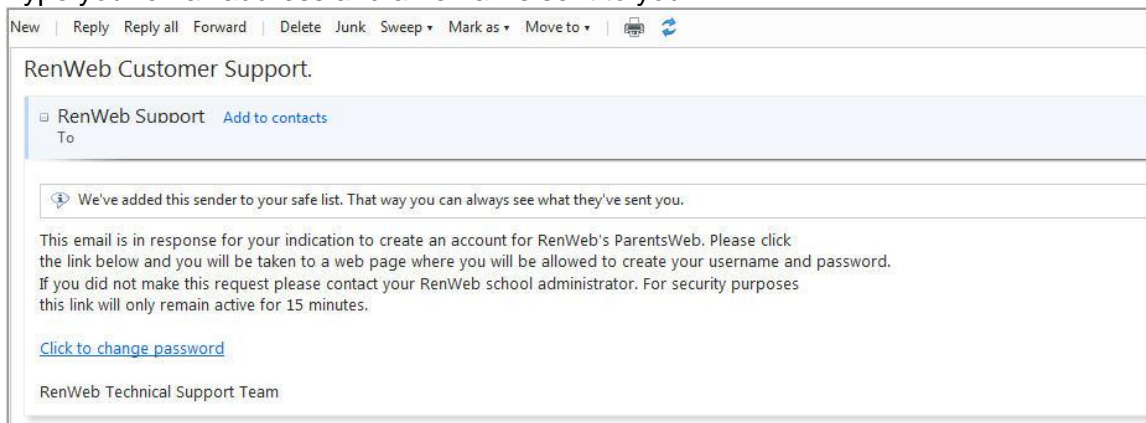 New | Reply Reply all Forward | Delete Junk Sweep Mark as Move to
RenWeb Customer Support.
RenWeb Support Add to contacts
To
We've added this sender to your safe list. That way you can always see what they've sent you.
This email is in response for your indication to create an account for RenWeb's ParentsWeb. Please click
the link below and you will be taken to a web page where you will be allowed to create your username and password.
If you did not make this request please contact your RenWeb school administrator. For security purposes
this link will only remain active for 15 minutes.
Click to change password
RenWeb Technical Support Team